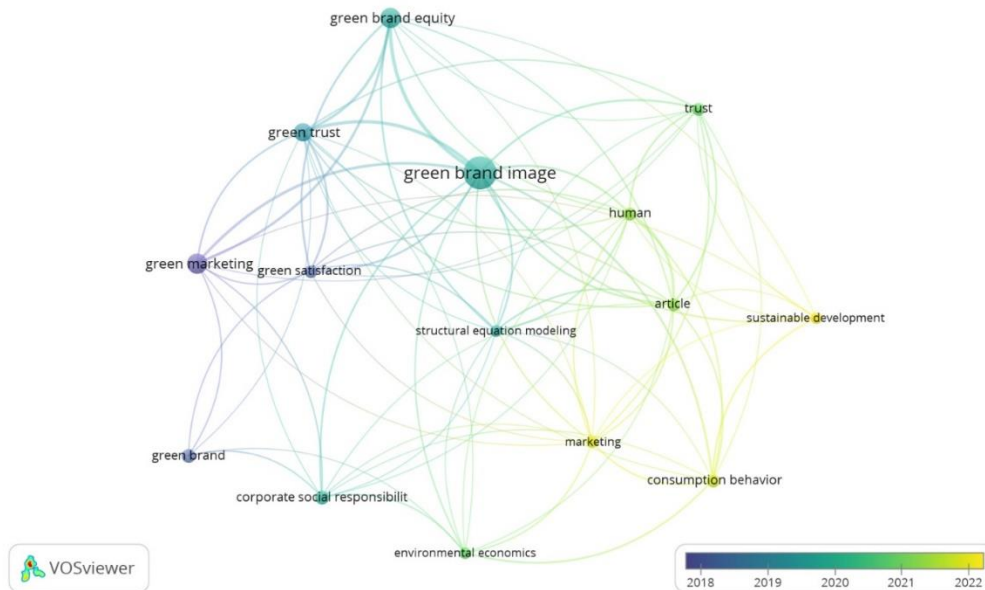 green brand equity
trust
green trust
green brand image
human
green marketing
green satisfaction
article
sustainable development
structural equation modeling
marketing
green brand
consumption behavior
corporate social responsibilit
environmental economics
VOSviewer
2018 2019 2020 2021 2022